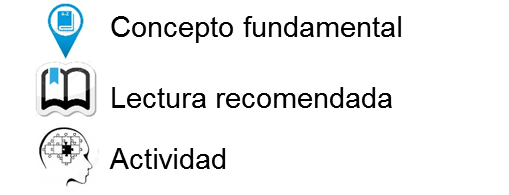 Concepto fundamental
Lectura recomendada
Actividad